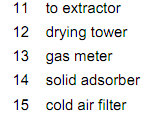 11 to extractor
12 drying tower
13 gas meter
14 solid adsorber
15 cold air filter